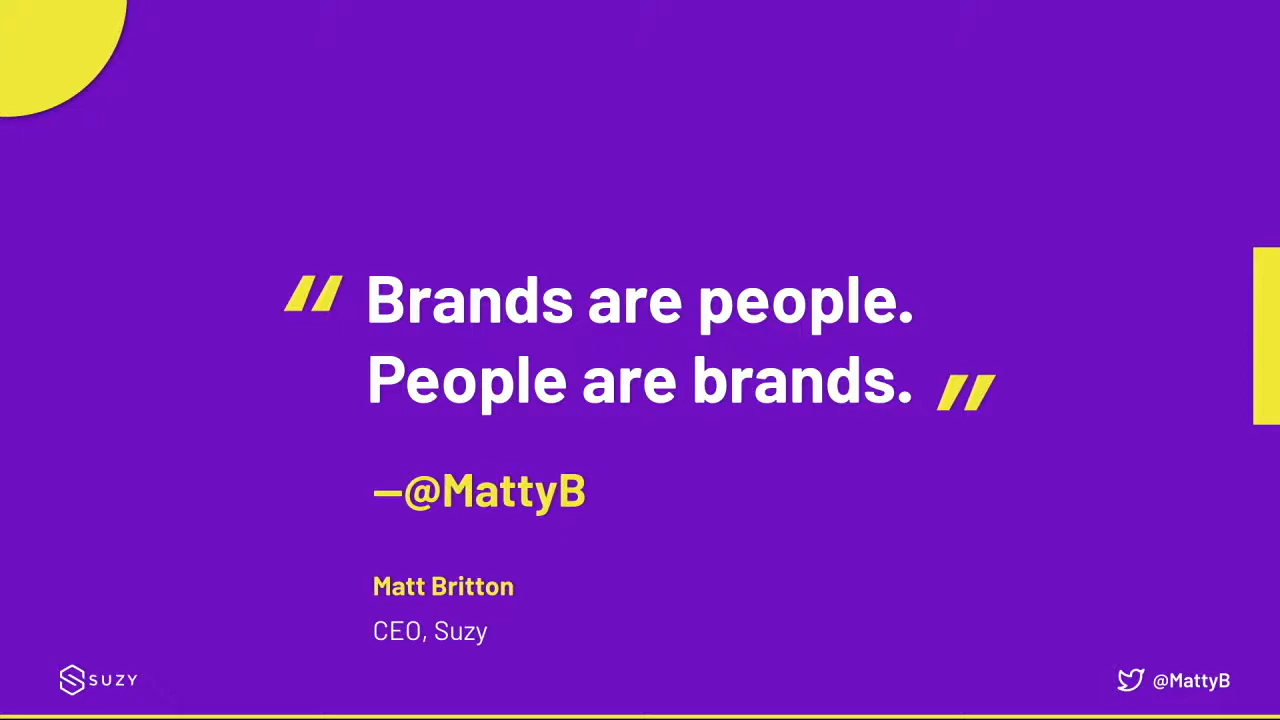 “Brands are people.
People are brands.”
—@MattyB
Matt Britton
CEO, Suzy
SUZY
@MattyB